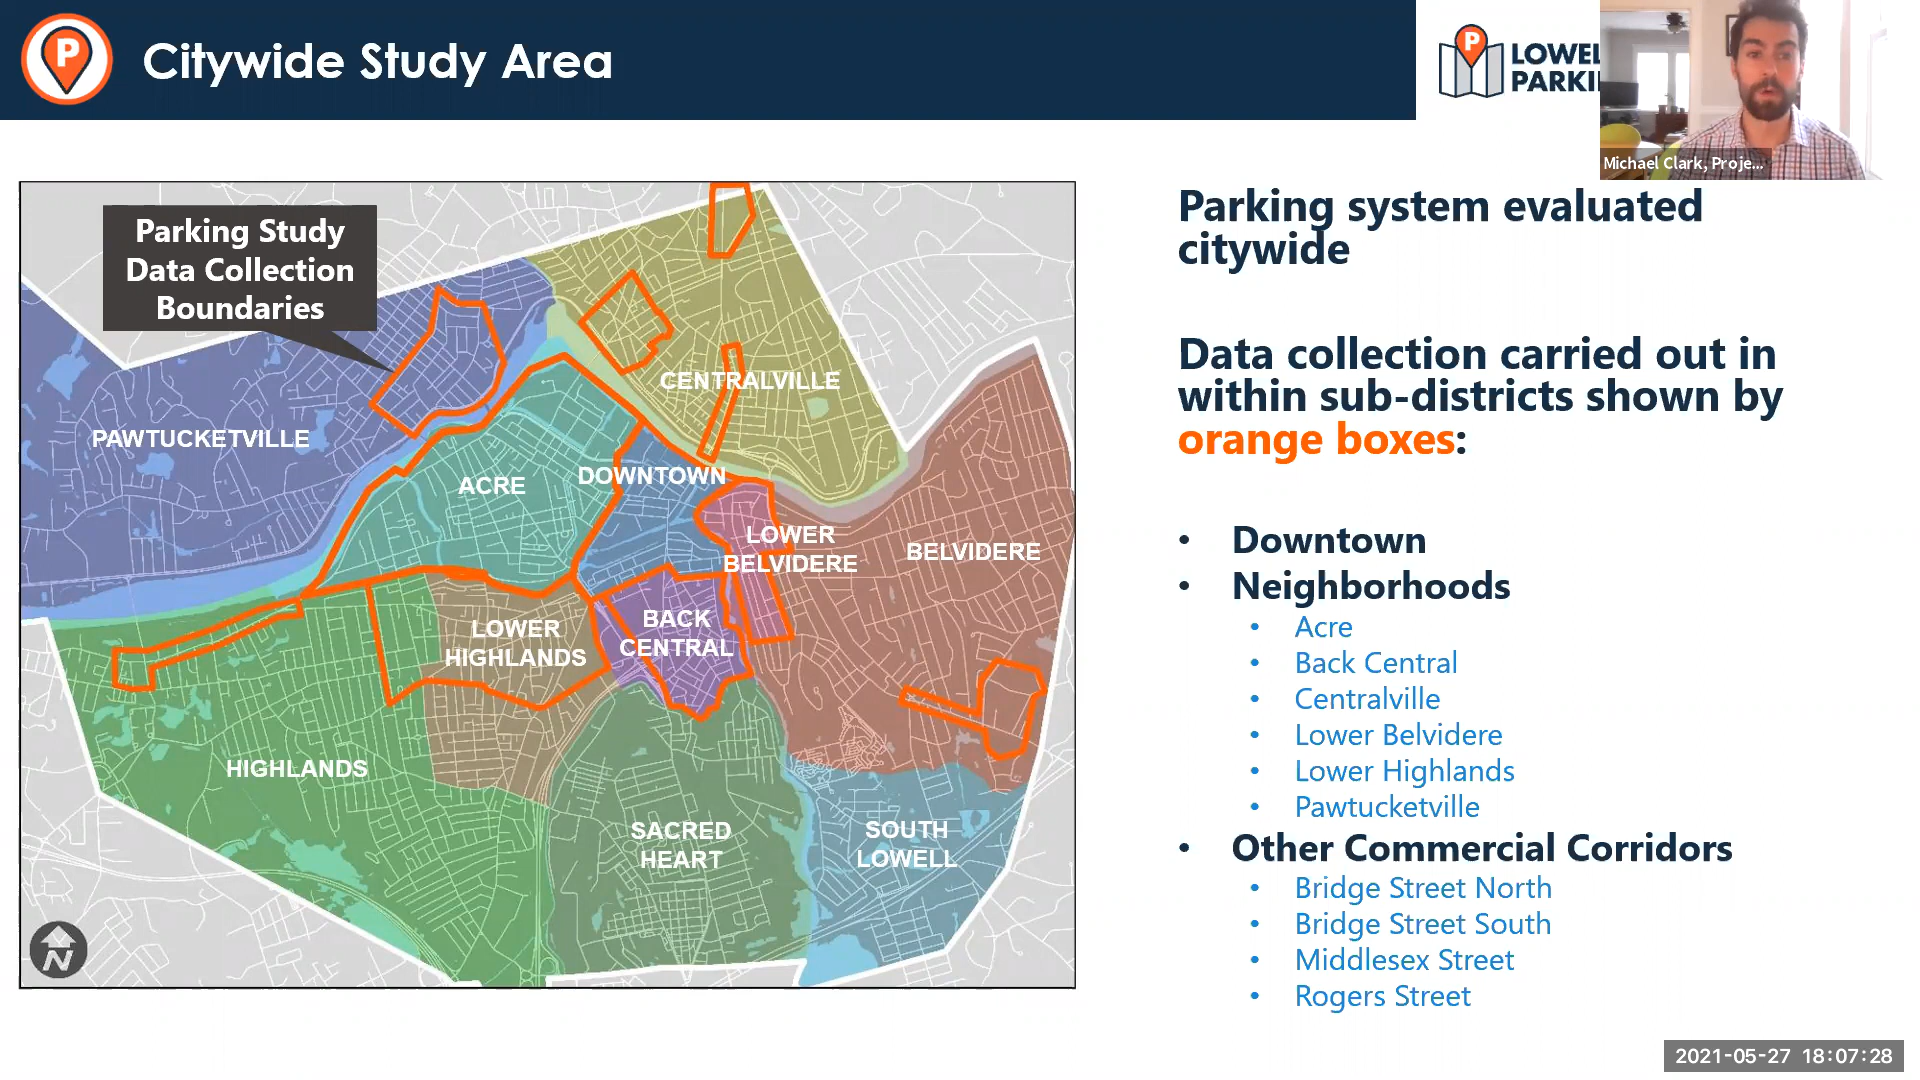 P
Citywide Study Area
P
LOWEL
PARKI
Michael Clark, Proje...
Parking Study
Data Collection
Boundaries
PAWTUCKETVILLE
CENTRALVILLE
ACRE
DOWNTOWN
LOWER
BELVIDERE
BELVIDERE
LOWER
HIGHLANDS
BACK
CENTRAL
HIGHLANDS
SACRED
HEART
SOUTH
LOWELL
N
Parking system evaluated
citywide
Data collection carried out in
within sub-districts shown by
orange boxes:
• Downtown
• Neighborhoods
• Acre
• Back Central
• Centralville
• Lower Belvidere
• Lower Highlands
• Pawtucketville
• Other Commercial Corridors
• Bridge Street North
• Bridge Street South
• Middlesex Street
• Rogers Street
2021-05-27 18:07:28